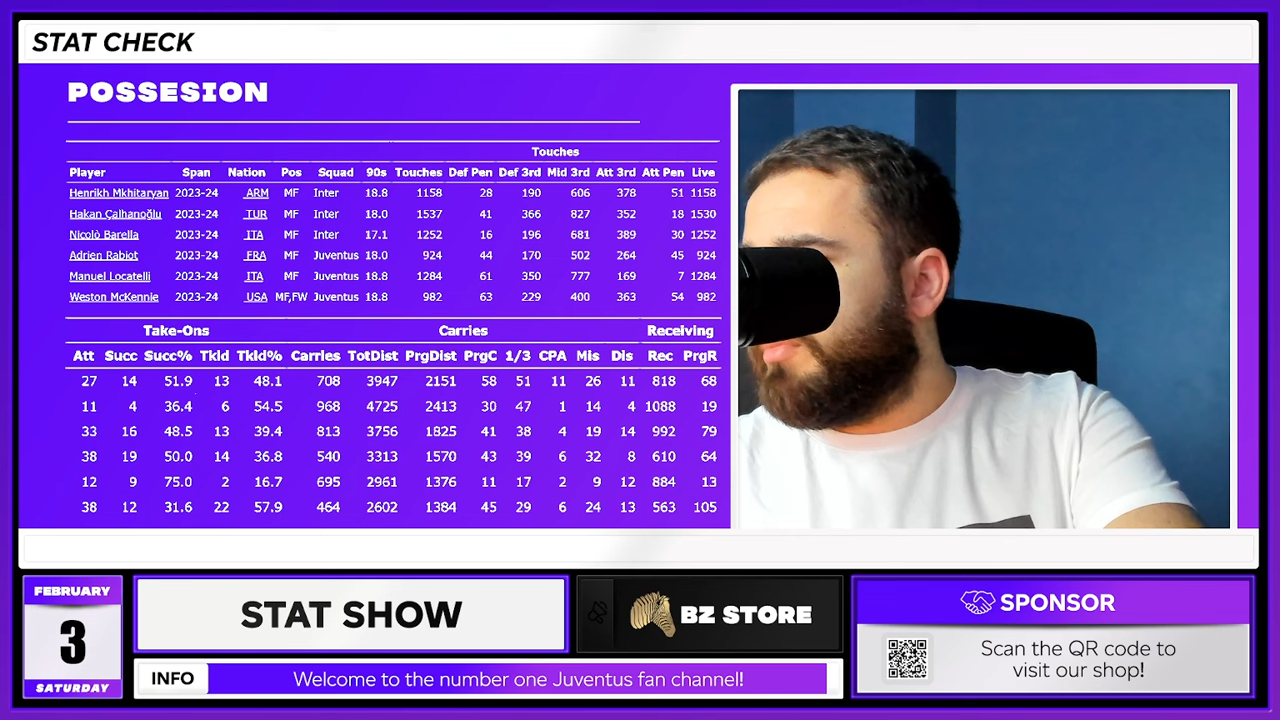 STAT CHECK
POSSESION
Touches
Player Span Nation Pos Squad 90s Touches Def Pen Def 3rd Mid 3rd Att 3rd Att Pen Live
Henrikh Mkhitaryan 2023-24 ARM MF Inter 18.8 1158 28 190 606 378 51 1158
Hakan Çalhanoğlu 2023-24 TUR MF Inter 18.0 1537 41 366 827 352 18 1530
Nicolò Barella 2023-24 ITA MF Inter 17.1 1252 16 196 681 389 30 1252
Adrien Rabiot 2023-24 FRA MF Juventus 18.0 924 44 170 502 264 45 924
Manuel Locatelli 2023-24 ITA MF Juventus 18.8 1284 61 350 777 169 7 1284
Weston McKennie 2023-24 USA MF,FW Juventus 18.8 982 63 229 400 363 54 982
Take-Ons Carries Receiving
Att Succ Succ% Tkld Tkld% Carries TotDist PrgDist PrgC 1/3 CPA Mis Dis Rec PrgR
27 14 51.9 13 48.1 708 3947 2151 58 51 11 26 11 818 68
11 4 36.4 6 54.5 968 4725 2413 30 47 1 14 4 1088 19
33 16 48.5 13 39.4 813 3756 1825 41 38 4 19 14 992 79
38 19 50.0 14 36.8 540 3313 1570 43 39 6 32 8 610 64
12 9 75.0 2 16.7 695 2961 1376 11 17 2 9 12 884 13
38 12 31.6 22 57.9 464 2602 1384 45 29 6 24 13 563 105
FEBRUARY
3
SATURDAY
STAT SHOW
BZ STORE
INFO
Welcome to the number one Juventus fan channel!
SPONSOR
Scan the QR code to
visit our shop!